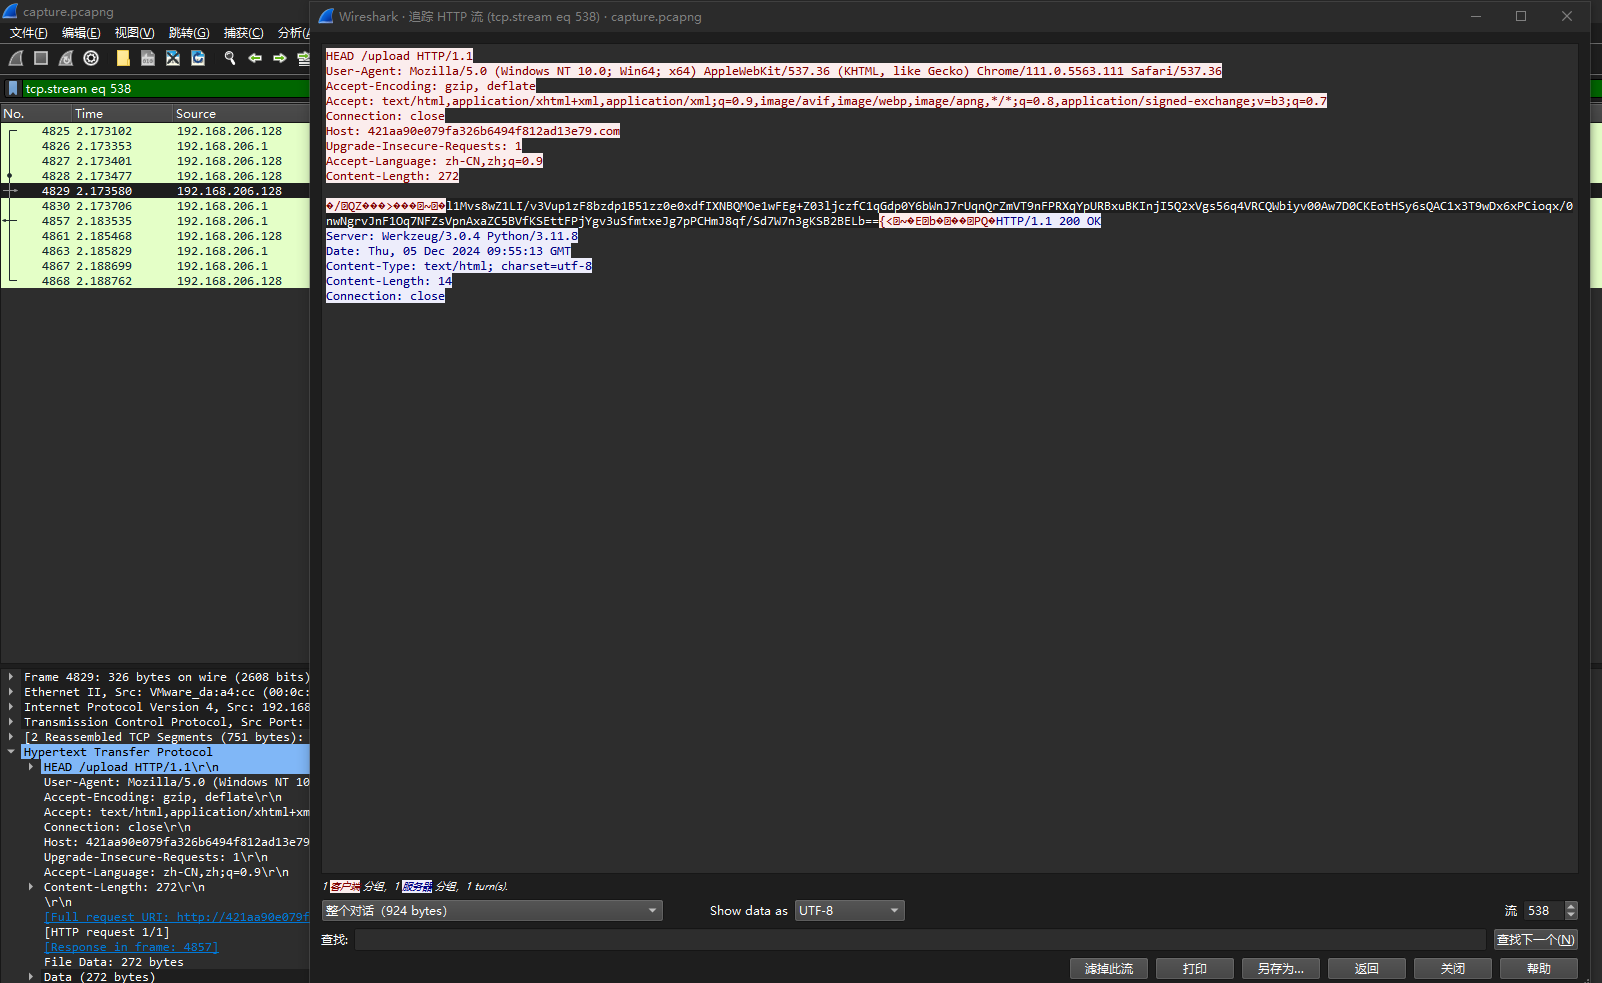 capture.pcapng
文件(F) 编辑(E) 视图(V) 跳转(G) 捕获(C) 分析(A
tcp.stream eq 538
No. Time Source
4825 2.173102 192.168.206.128
4826 2.173353 192.168.206.1
4827 2.173401 192.168.206.128
4828 2.173477 192.168.206.128
4829 2.173580 192.168.206.128
4830 2.173706 192.168.206.1
4857 2.183535 192.168.206.1
4861 2.185468 192.168.206.128
4863 2.185829 192.168.206.1
4867 2.188699 192.168.206.1
4868 2.188762 192.168.206.128
Frame 4829: 326 bytes on wire (2608 bits)
Ethernet II, Src: VMware_da:a4:cc (00:0c:
Internet Protocol Version 4, Src: 192.168
Transmission Control Protocol, Src Port:
[2 Reassembled TCP Segments (751 bytes):
Hypertext Transfer Protocol
HEAD /upload HTTP/1.1\r\n
User-Agent: Mozilla/5.0 (Windows NT 10
Accept-Encoding: gzip, deflate\r\n
Accept: text/html,application/xhtml+xm
Connection: close\r\n
Host: 421aa90e079fa326b6494f812ad13e79
Upgrade-Insecure-Requests: 1\r\n
Accept-Language: zh-CN,zh;q=0.9\r\n
Content-Length: 272\r\n
\r\n
[Full request URI: http://421aa90e079f
[HTTP request 1/1]
[Response in frame: 4857]
File Data: 272 bytes
Data (272 bytes)
Wireshark · 追踪 HTTP 流 (tcp.stream eq 538) · capture.pcapng
HEAD /upload HTTP/1.1
User-Agent: Mozilla/5.0 (Windows NT 10.0; Win64; x64) AppleWebKit/537.36 (KHTML, like Gecko) Chrome/111.0.5563.111 Safari/537.36
Accept-Encoding: gzip, deflate
Accept: text/html,application/xhtml+xml,application/xml;q=0.9,image/avif,image/webp,image/apng,*/*;q=0.8,application/signed-exchange;v=b3;q=0.7
Connection: close
Host: 421aa90e079fa326b6494f812ad13e79.com
Upgrade-Insecure-Requests: 1
Accept-Language: zh-CN,zh;q=0.9
Content-Length: 272
l1Mvs8wZ1LI/v3Vup1zF8bzdp1B51zz0e0xdfIXNBQMOe1wFEg+Z03ljczfC1qGdp0Y6bWnJ7rUqnQrZmVT9nFPRXqYpURBxuBKInjI5Q2xVgs56q4VRCQWbiyv00Aw7D0CKEotHSy6sQAC1x3T9wDx6xPCioqx/0
nwNgrvJnF1Oq7NFZsVpnAxaZC5BVfKSEttFPjYgv3uSfmtxeJg7pPCHmJ8qf/Sd7W7n3gKSB2BELb== HTTP/1.1 200 OK
Server: Werkzeug/3.0.4 Python/3.11.8
Date: Thu, 05 Dec 2024 09:55:13 GMT
Content-Type: text/html; charset=utf-8
Content-Length: 14
Connection: close
1 客户端 分组, 1 服务器 分组, 1 turn(s).
整个对话 (924 bytes) Show data as UTF-8 流 538
查找: 查找下一个(N)
滤掉此流 打印 另存为... 返回 关闭 帮助